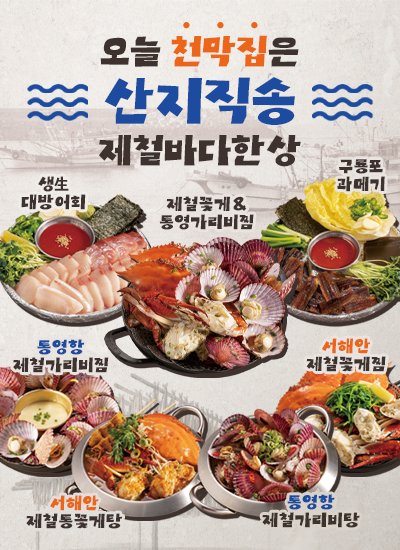 오늘 천막집은
산지직송
제철바다한상
생生
대방어회
제철꽃게&
통영가리비찜
구룡포
과메기
통영항
제철가리비찜
서해안
제철꽃게찜
서해안
제철통꽃게탕
통영항
제철가리비탕